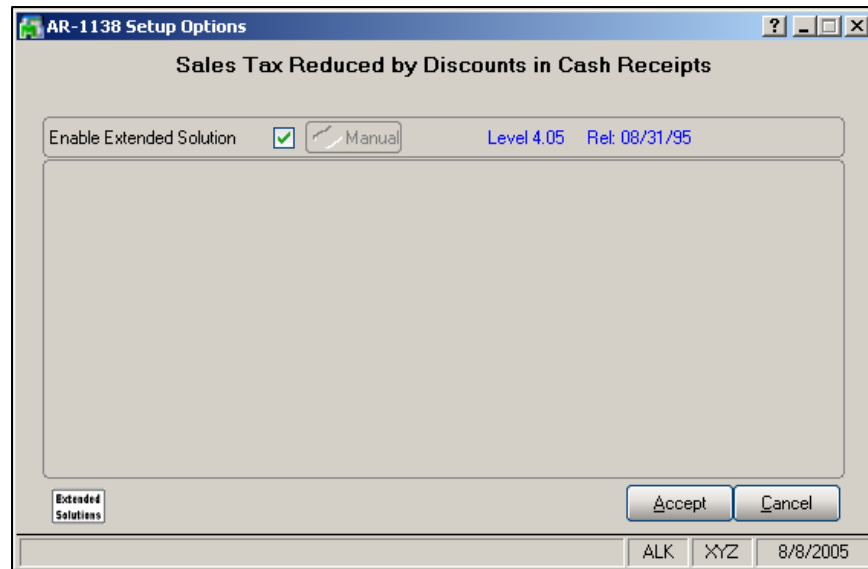 AR-1138 Setup Options
Sales Tax Reduced by Discounts in Cash Receipts
Enable Extended Solution Manual Level 4.05 Rel: 08/31/95
Extended
Solutions
Accept Cancel
ALK XYZ 8/8/2005